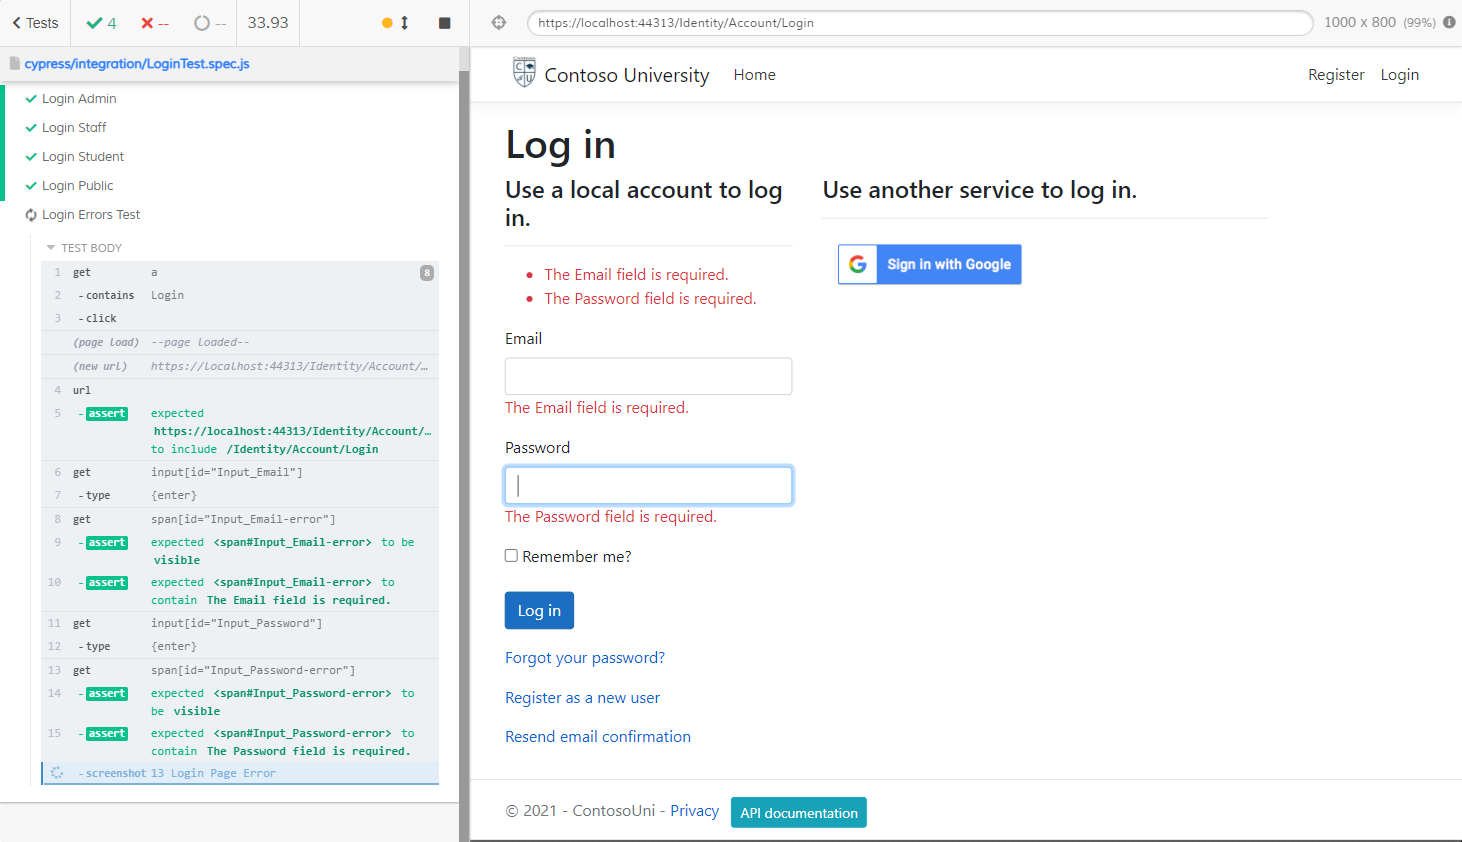 Tests
4
--
--
33.93
cypress/integration/LoginTest.spec.js
Login Admin
Login Staff
Login Student
Login Public
Login Errors Test
TEST BODY
1 get a 8
2 -contains Login
3 -click
(page load) --page loaded--
(new url) https://localhost:44313/Identity/Account/…
4 url
5 -assert expected
https://localhost:44313/Identity/Account/…
to include /Identity/Account/Login
6 get input[id="Input_Email"]
7 -type {enter}
8 get span[id="Input_Email-error"]
9 -assert expected <span#Input_Email-error> to be
visible
10 -assert expected <span#Input_Email-error> to
contain The Email field is required.
11 get input[id="Input_Password"]
12 -type {enter}
13 get span[id="Input_Password-error"]
14 -assert expected <span#Input_Password-error> to
be visible
15 -assert expected <span#Input_Password-error> to
contain The Password field is required.
-screenshot 13 Login Page Error
https://localhost:44313/Identity/Account/Login
1000 x 800 (99%)
Contoso University Home Register Login
Log in
Use a local account to log
in.
The Email field is required.
The Password field is required.
Email
The Email field is required.
Password
The Password field is required.
Remember me?
Log in
Forgot your password?
Register as a new user
Resend email confirmation
Use another service to log in.
G Sign in with Google
© 2021 - ContosoUni - Privacy API documentation